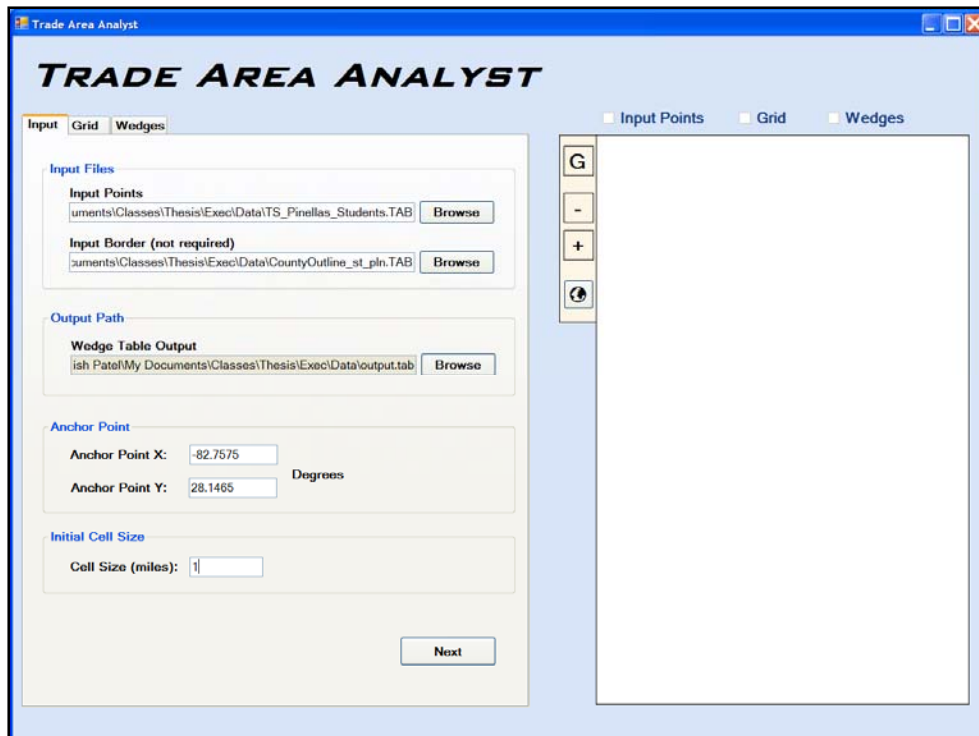 Trade Area Analyst
TRADE AREA ANALYST
Input Grid Wedges
Input Files
Input Points
uments\Classes\Thesis\Exec\Data\TS_Pinellas_Students.TAB Browse
Input Border (not required)
cuments\Classes\Thesis\Exec\Data\CountyOutline_st_pln.TAB Browse
Output Path
Wedge Table Output
ish Patel\My Documents\Classes\Thesis\Exec\Data\output.tab Browse
Anchor Point
Anchor Point X: -82.7575
Degrees
Anchor Point Y: 28.1465
Initial Cell Size
Cell Size (miles): 1
Next
Input Points Grid Wedges
G
-
+